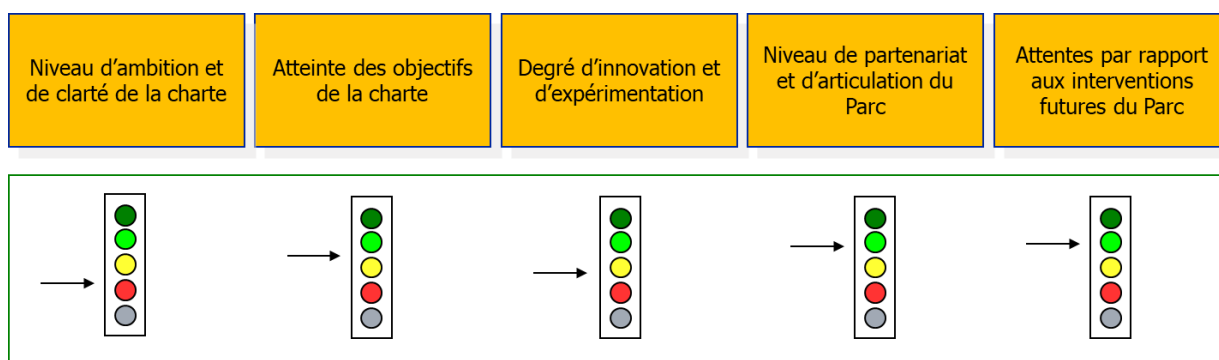 Niveau d'ambition et
de clarté de la charte
Atteinte des objectifs
de la charte
Degré d'innovation et
d'expérimentation
Niveau de partenariat
et d'articulation du
Parc
Attentes par rapport
aux interventions
futures du Parc